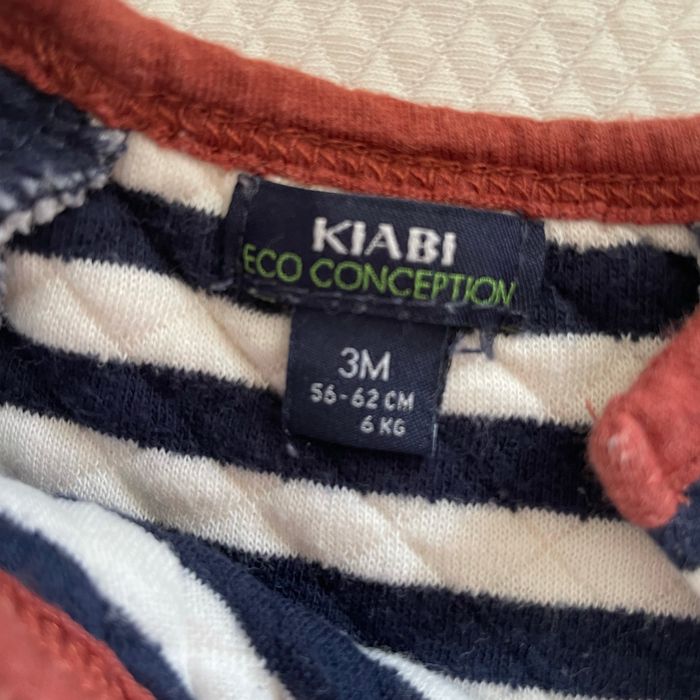 KIABI
ECO CONCEPTION
3M
56-62 CM
6 KG